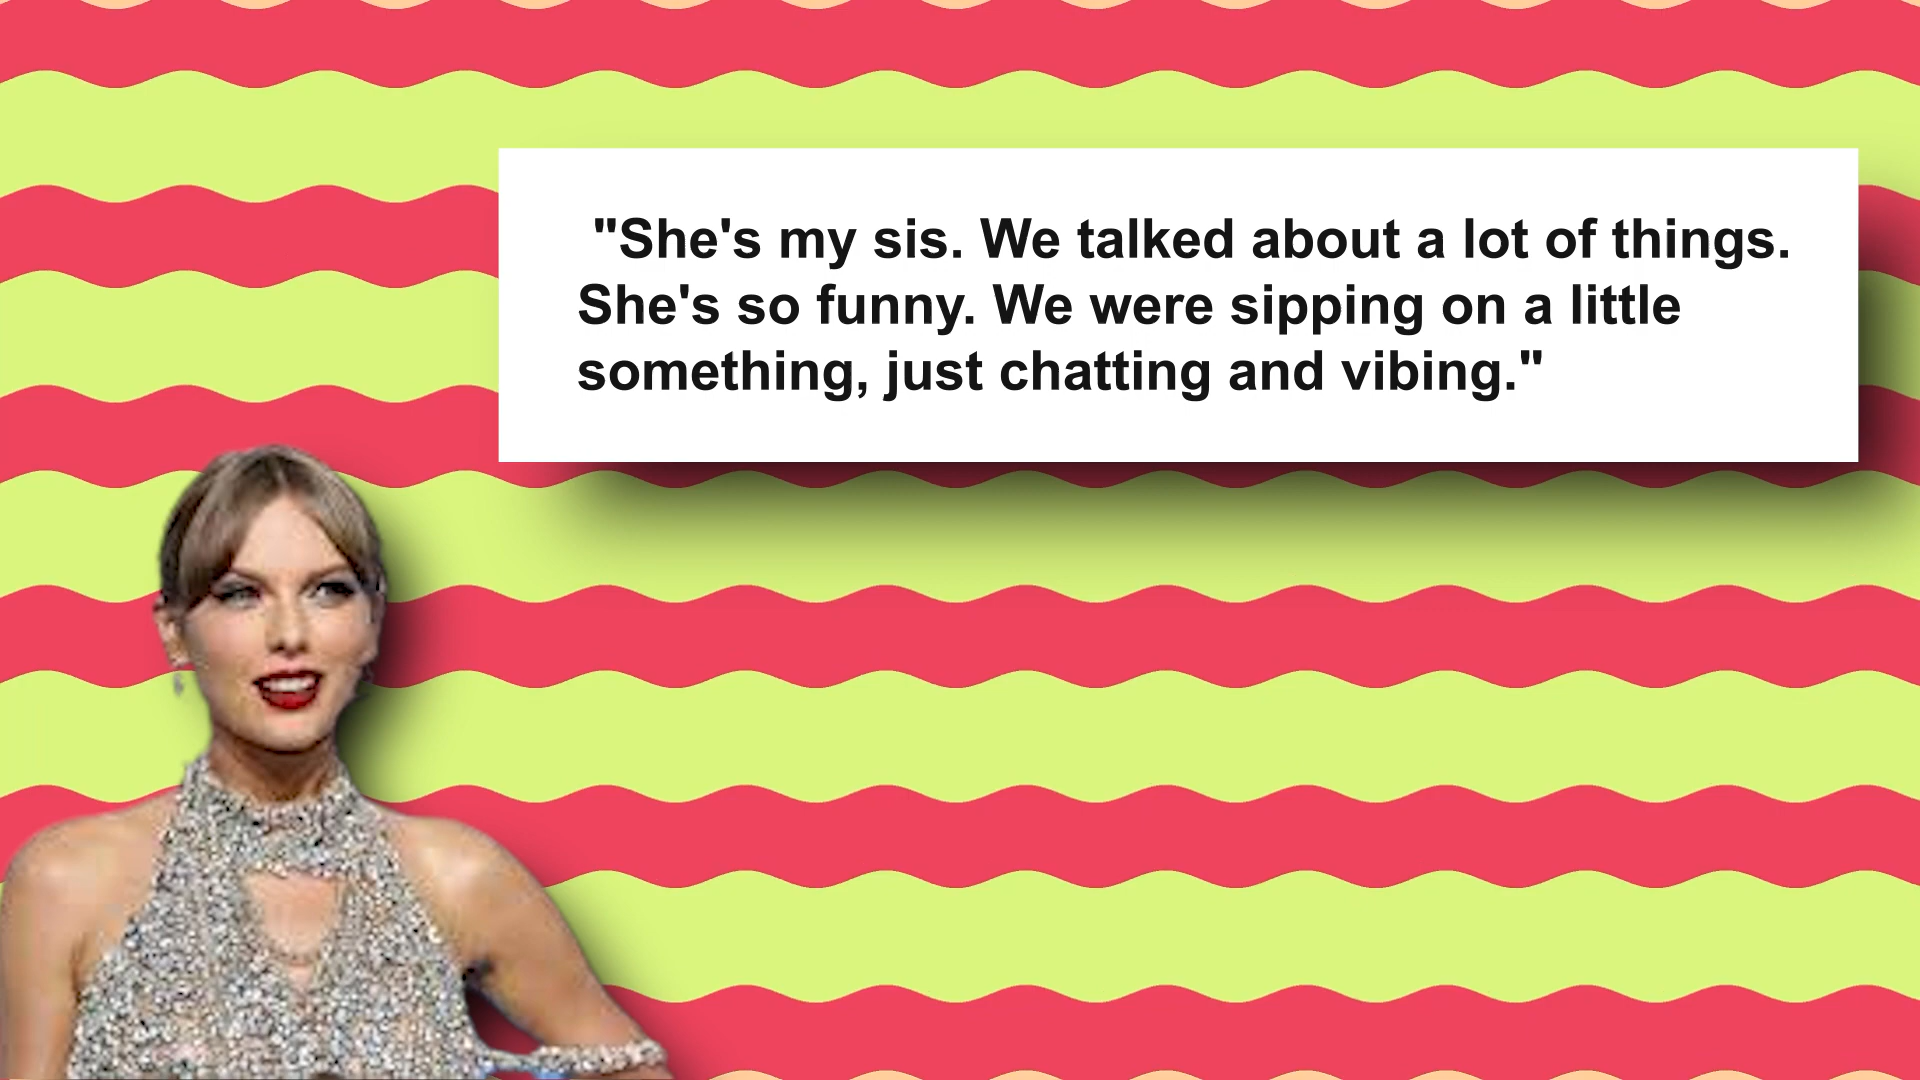 "She's my sis. We talked about a lot of things.
She's so funny. We were sipping on a little
something, just chatting and vibing."